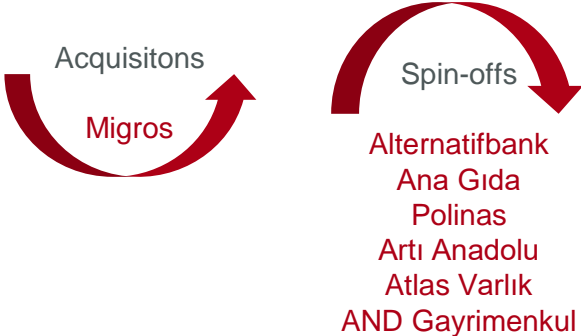 Acquisitons
Migros
Spin-offs
Alternatifbank
Ana Gıda
Polinas
Artı Anadolu
Atlas Varlık
AND Gayrimenkul